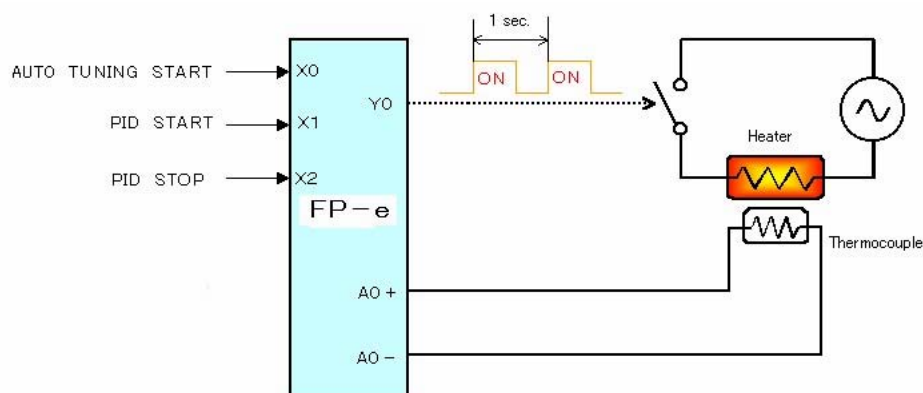 1 sec.
ON ON
AUTO TUNING START
X0
Y0
PID START
X1
Heater
PID STOP
X2
FP-e
Thermocouple
A0 +
A0 -